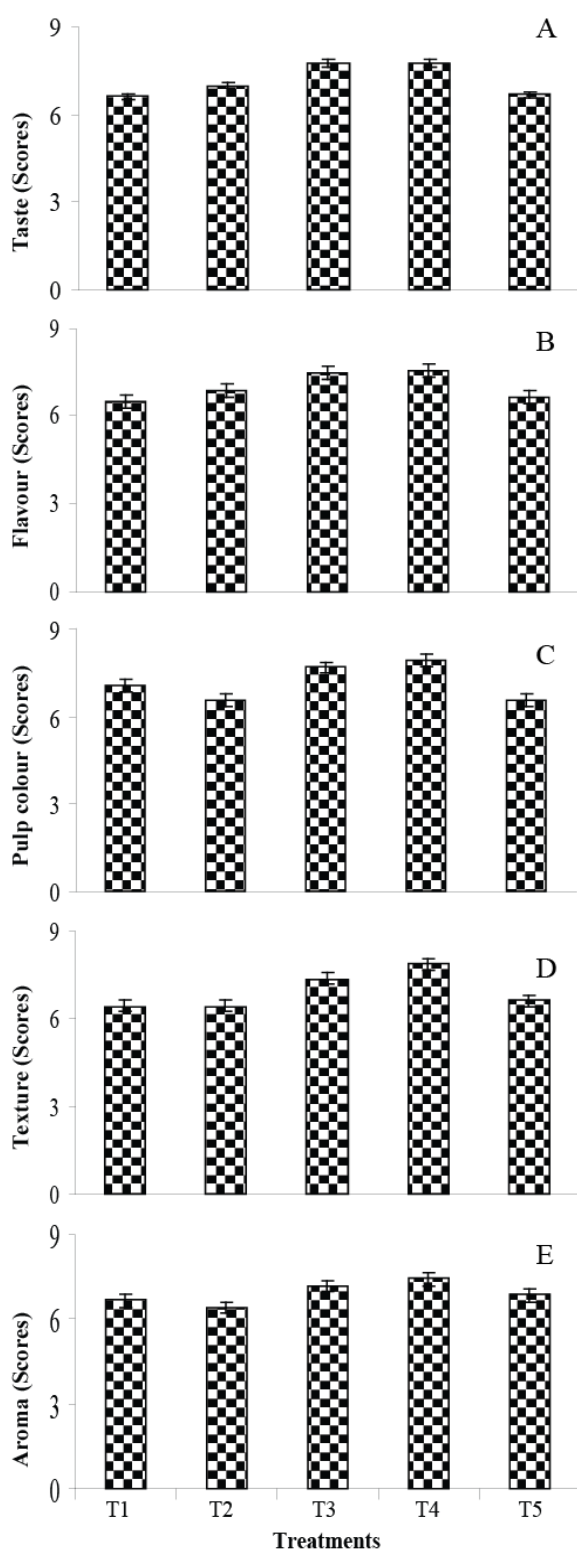 A
Taste (Scores)
9
6
3
0
B
Flavour (Scores)
9
6
3
0
C
Pulp colour (Scores)
9
6
3
0
D
Texture (Scores)
9
6
3
0
E
Aroma (Scores)
9
6
3
0
T1 T2 T3 T4 T5
Treatments